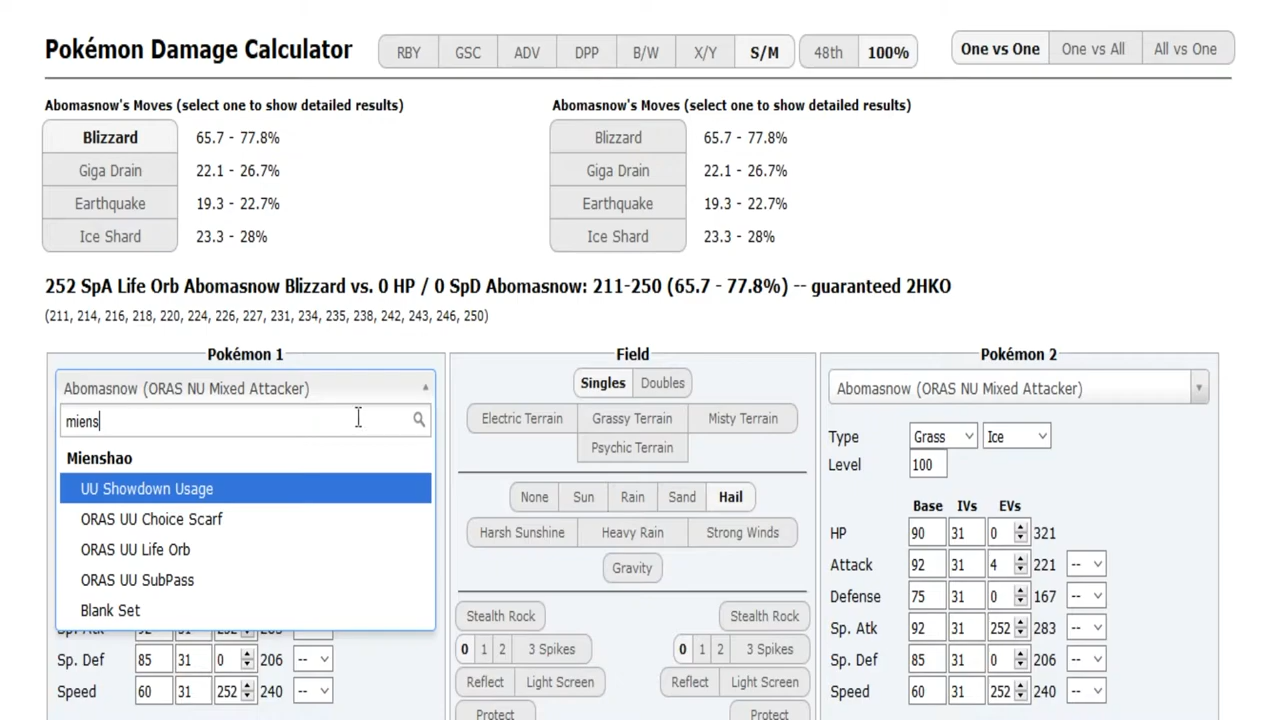 Pokémon Damage Calculator RBY GSC ADV DPP B/W X/Y S/M 48th 100% One vs One One vs All All vs One
Abomasnow's Moves (select one to show detailed results) Abomasnow's Moves (select one to show detailed results)
Blizzard 65.7 - 77.8% Blizzard 65.7 - 77.8%
Giga Drain 22.1 - 26.7% Giga Drain 22.1 - 26.7%
Earthquake 19.3 - 22.7% Earthquake 19.3 - 22.7%
Ice Shard 23.3 - 28% Ice Shard 23.3 - 28%
252 SpA Life Orb Abomasnow Blizzard vs. 0 HP / 0 SpD Abomasnow: 211-250 (65.7 - 77.8%) -- guaranteed 2HKO
(211, 214, 216, 218, 220, 224, 226, 227, 231, 234, 235, 238, 242, 243, 246, 250)
Pokémon 1
Abomasnow (ORAS NU Mixed Attacker)
miens
Mienshao
UU Showdown Usage
ORAS UU Choice Scarf
ORAS UU Life Orb
ORAS UU SubPass
Blank Set
Sp. Def 85 31 0 206 --
Speed 60 31 252 240 --
Field
Singles Doubles
Electric Terrain Grassy Terrain Misty Terrain
Psychic Terrain
None Sun Rain Sand Hail
Harsh Sunshine Heavy Rain Strong Winds
Gravity
Stealth Rock Stealth Rock
0 1 2 3 Spikes 0 1 2 3 Spikes
Reflect Light Screen Reflect Light Screen
Protect Protect
Pokémon 2
Abomasnow (ORAS NU Mixed Attacker)
Type Grass Ice
Level 100
Base IVs EVs
HP 90 31 0 321
Attack 92 31 4 221 --
Defense 75 31 0 167 --
Sp. Atk 92 31 252 283 --
Sp. Def 85 31 0 206 --
Speed 60 31 252 240 --